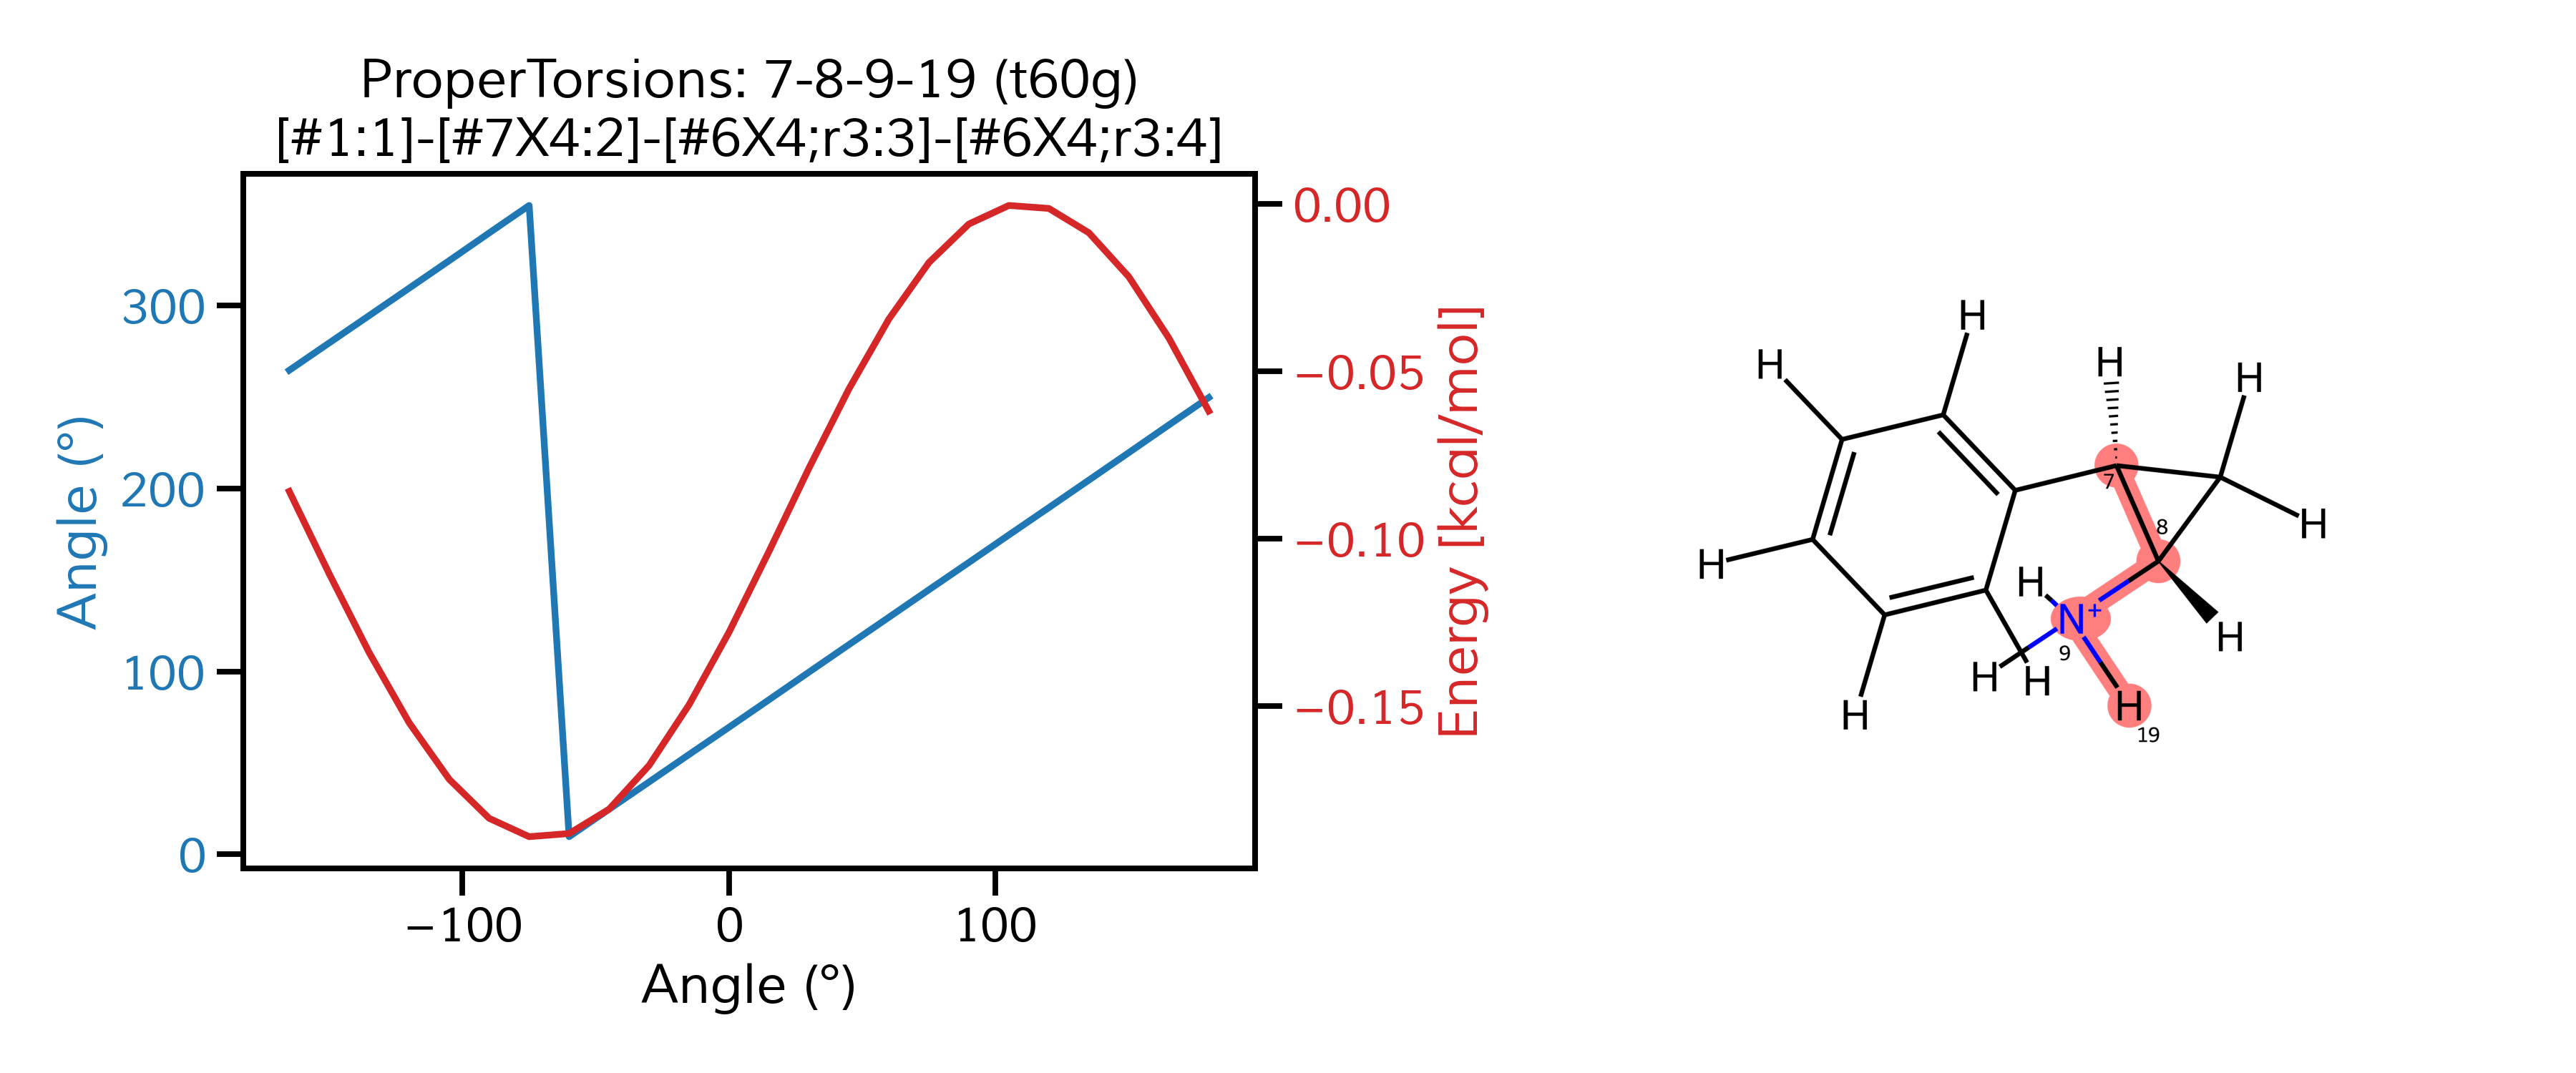 ProperTorsions: 7-8-9-19 (t60g)
[#1:1]-[#7X4:2]-[#6X4;r3:3]-[#6X4;r3:4]
300
200
100
0
Angle (°)
−100
0
100
Angle (°)
0.00
−0.05
−0.10
−0.15
Energy [kcal/mol]
H
H
H
H
7
H
8
H
H
N+
H
9
H
H
H
H
19